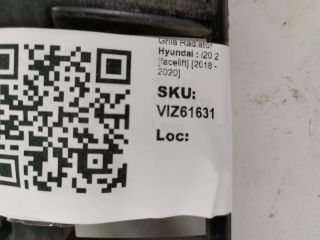 Grila Radiator
Hyundai : I20 2
[facelift] [2018 -
2020]
SKU:
VIZ61631
Loc: